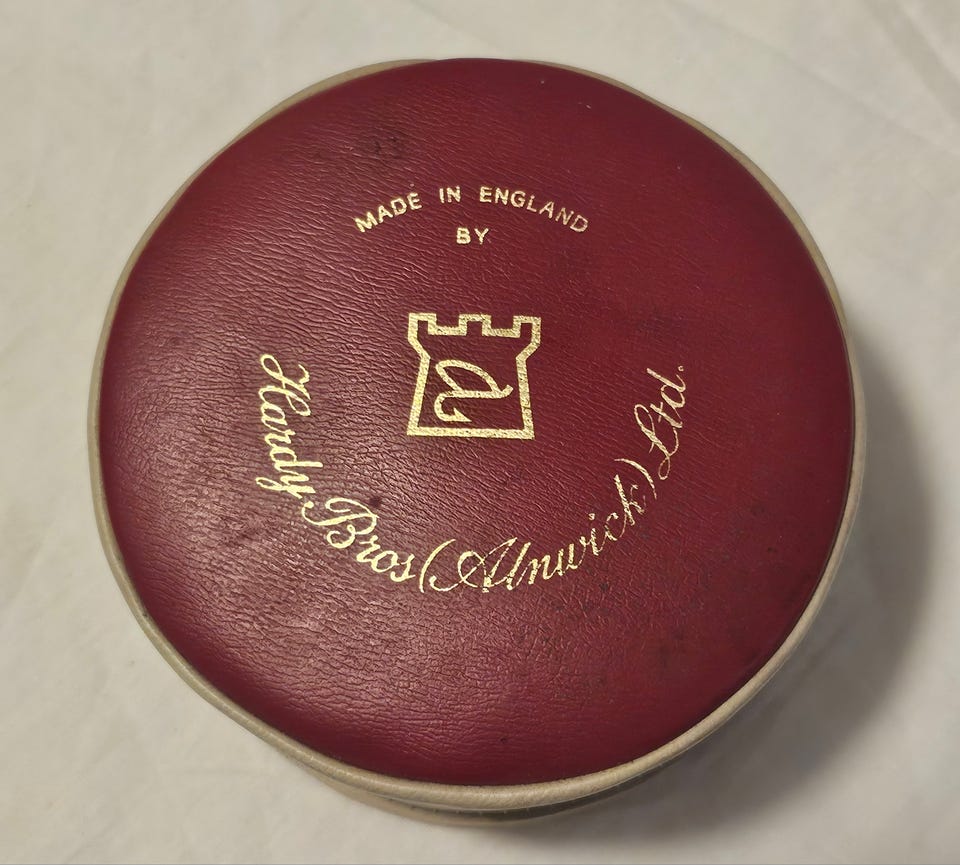 MADE IN ENGLAND
BY
a
Hardy Bros (Alnwick) Ltd.